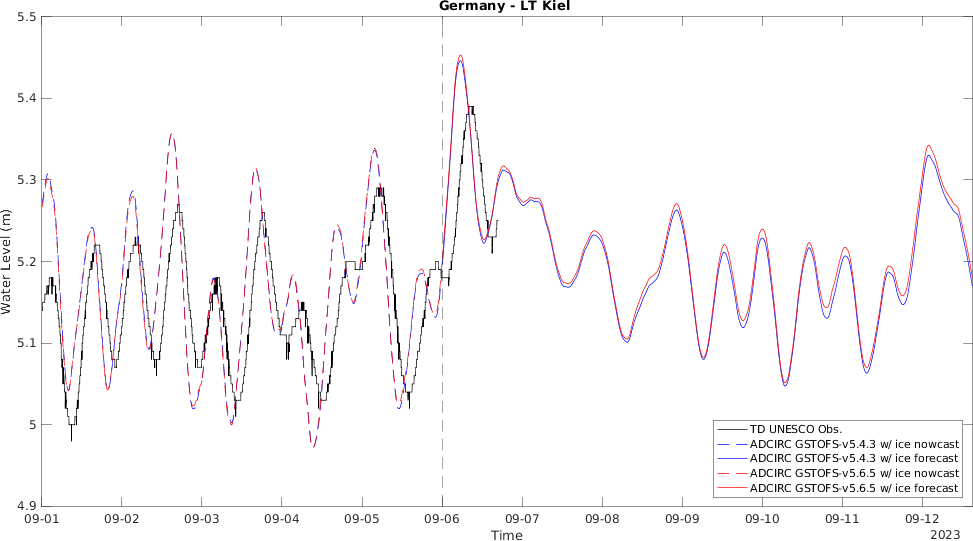 Germany - LT Kiel
5.5
5.4
5.3
5.2
5.1
5
4.9
Water Level (m)
TD UNESCO Obs.
ADCIRC GSTOFS-v5.4.3 w/ ice nowcast
ADCIRC GSTOFS-v5.4.3 w/ ice forecast
ADCIRC GSTOFS-v5.6.5 w/ ice nowcast
ADCIRC GSTOFS-v5.6.5 w/ ice forecast
09-01 09-02 09-03 09-04 09-05 09-06 09-07 09-08 09-09 09-10 09-11 09-12
Time
2023